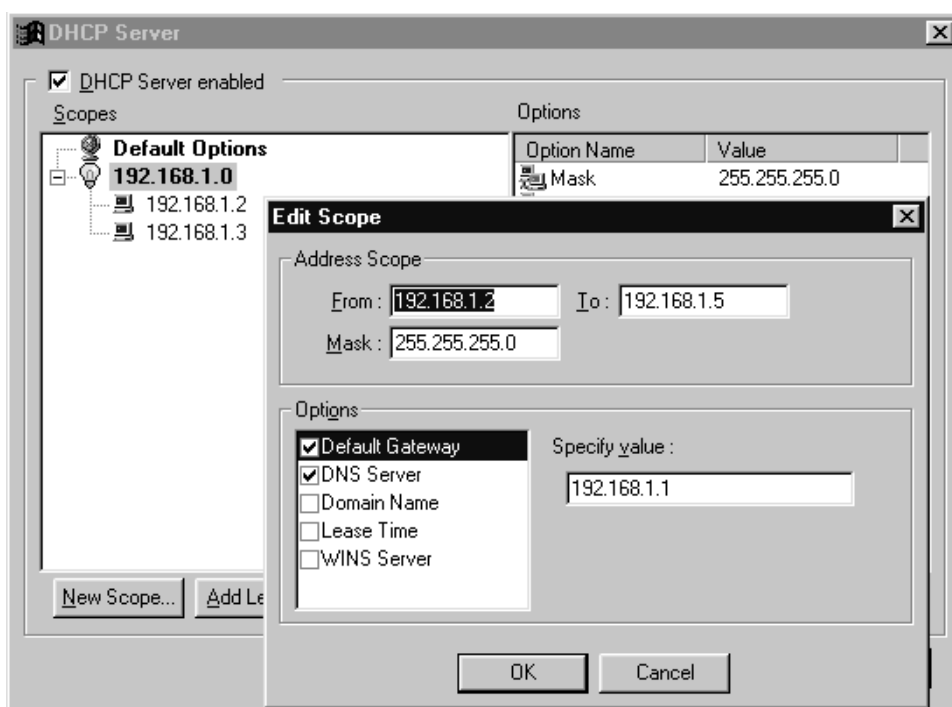 DHCP Server
DHCP Server enabled
Scopes
Options
Default Options
192.168.1.0
192.168.1.2
192.168.1.3
Option Name Value
Mask 255.255.255.0
Edit Scope
Address Scope
From : 192.168.1.2 To : 192.168.1.5
Mask : 255.255.255.0
Options
Default Gateway
DNS Server
Domain Name
Lease Time
WINS Server
Specify value :
192.168.1.1
New Scope... Add Le
OK Cancel